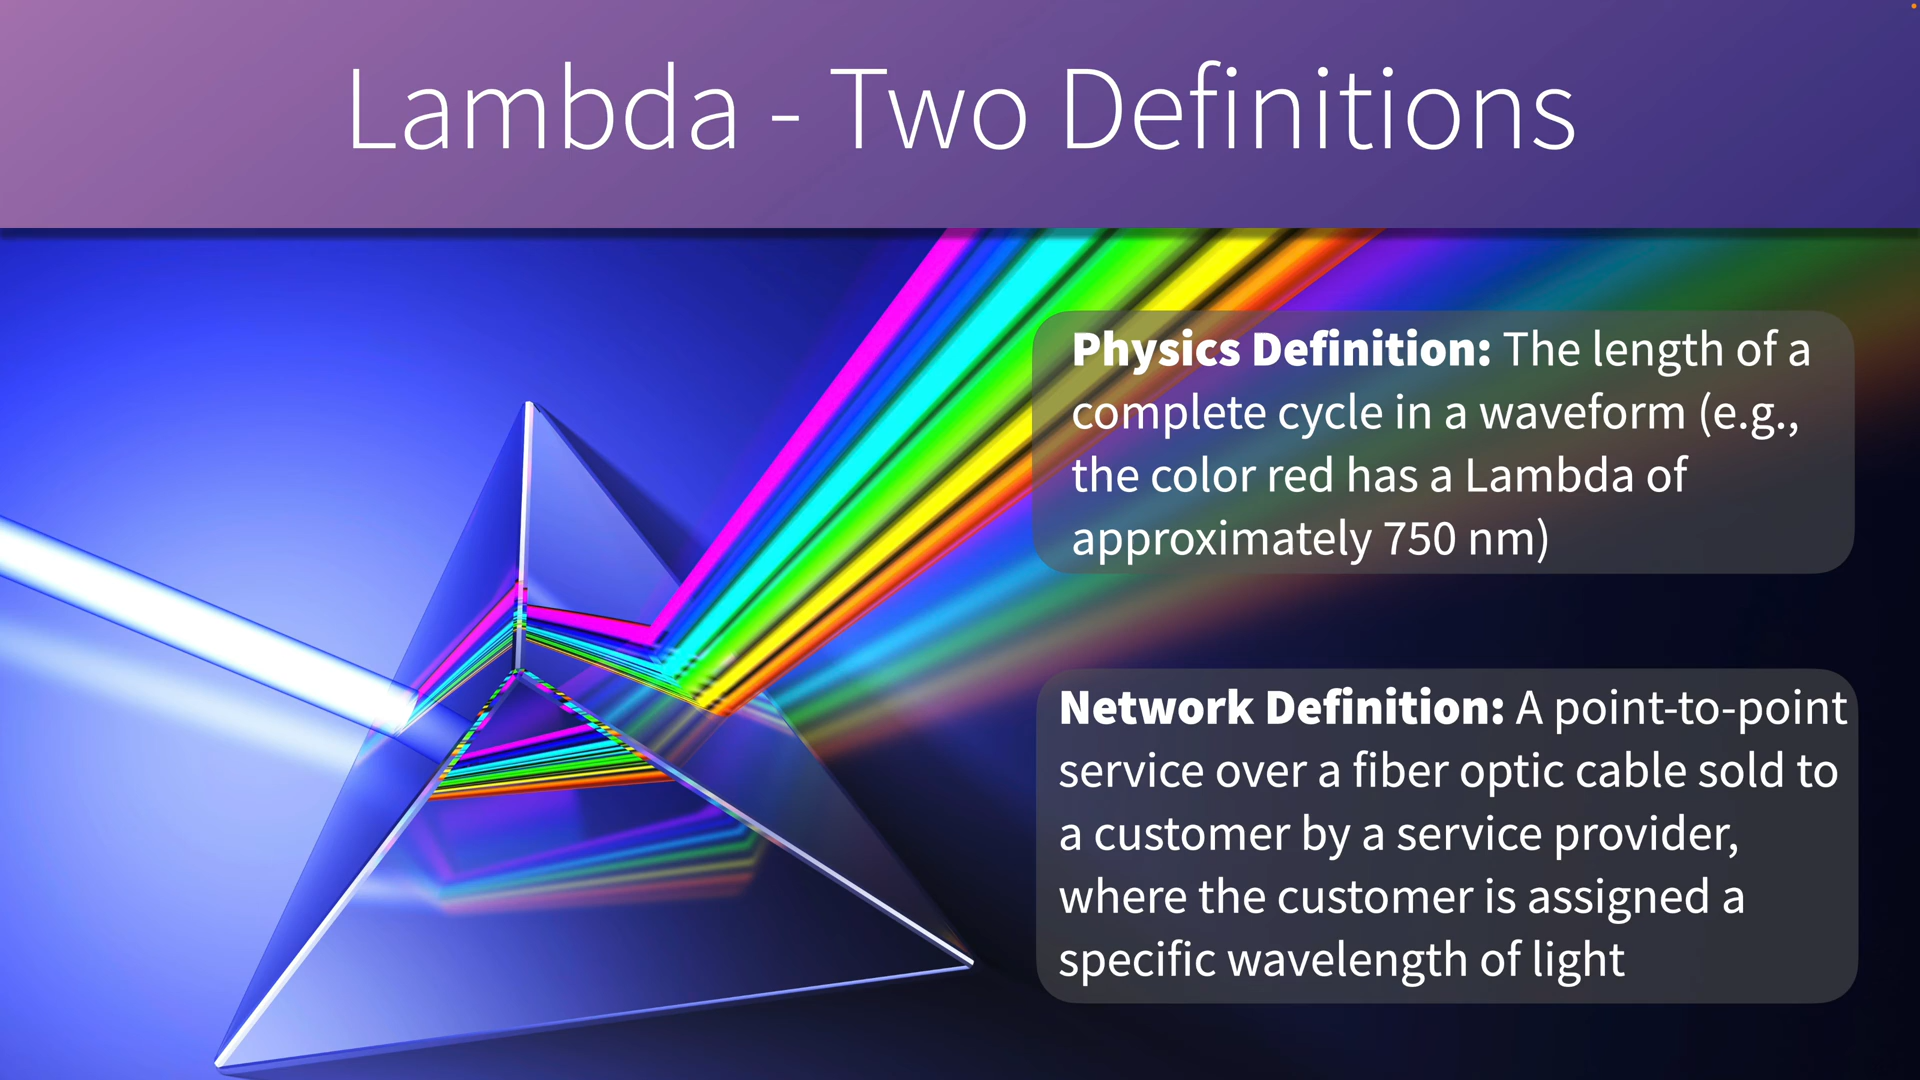 Lambda - Two Definitions
Physics Definition: The length of a
complete cycle in a waveform (e.g.,
the color red has a Lambda of
approximately 750 nm)
Network Definition: A point-to-point
service over a fiber optic cable sold to
a customer by a service provider,
where the customer is assigned a
specific wavelength of light